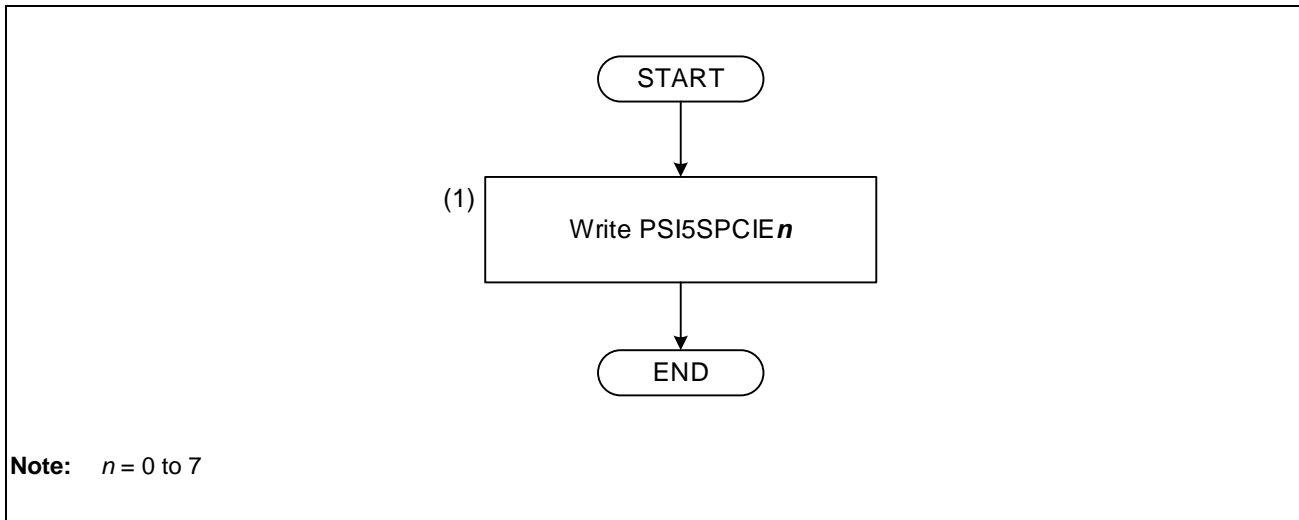 START
(1)
Write PSI5SPCIEn
END
Note: n = 0 to 7